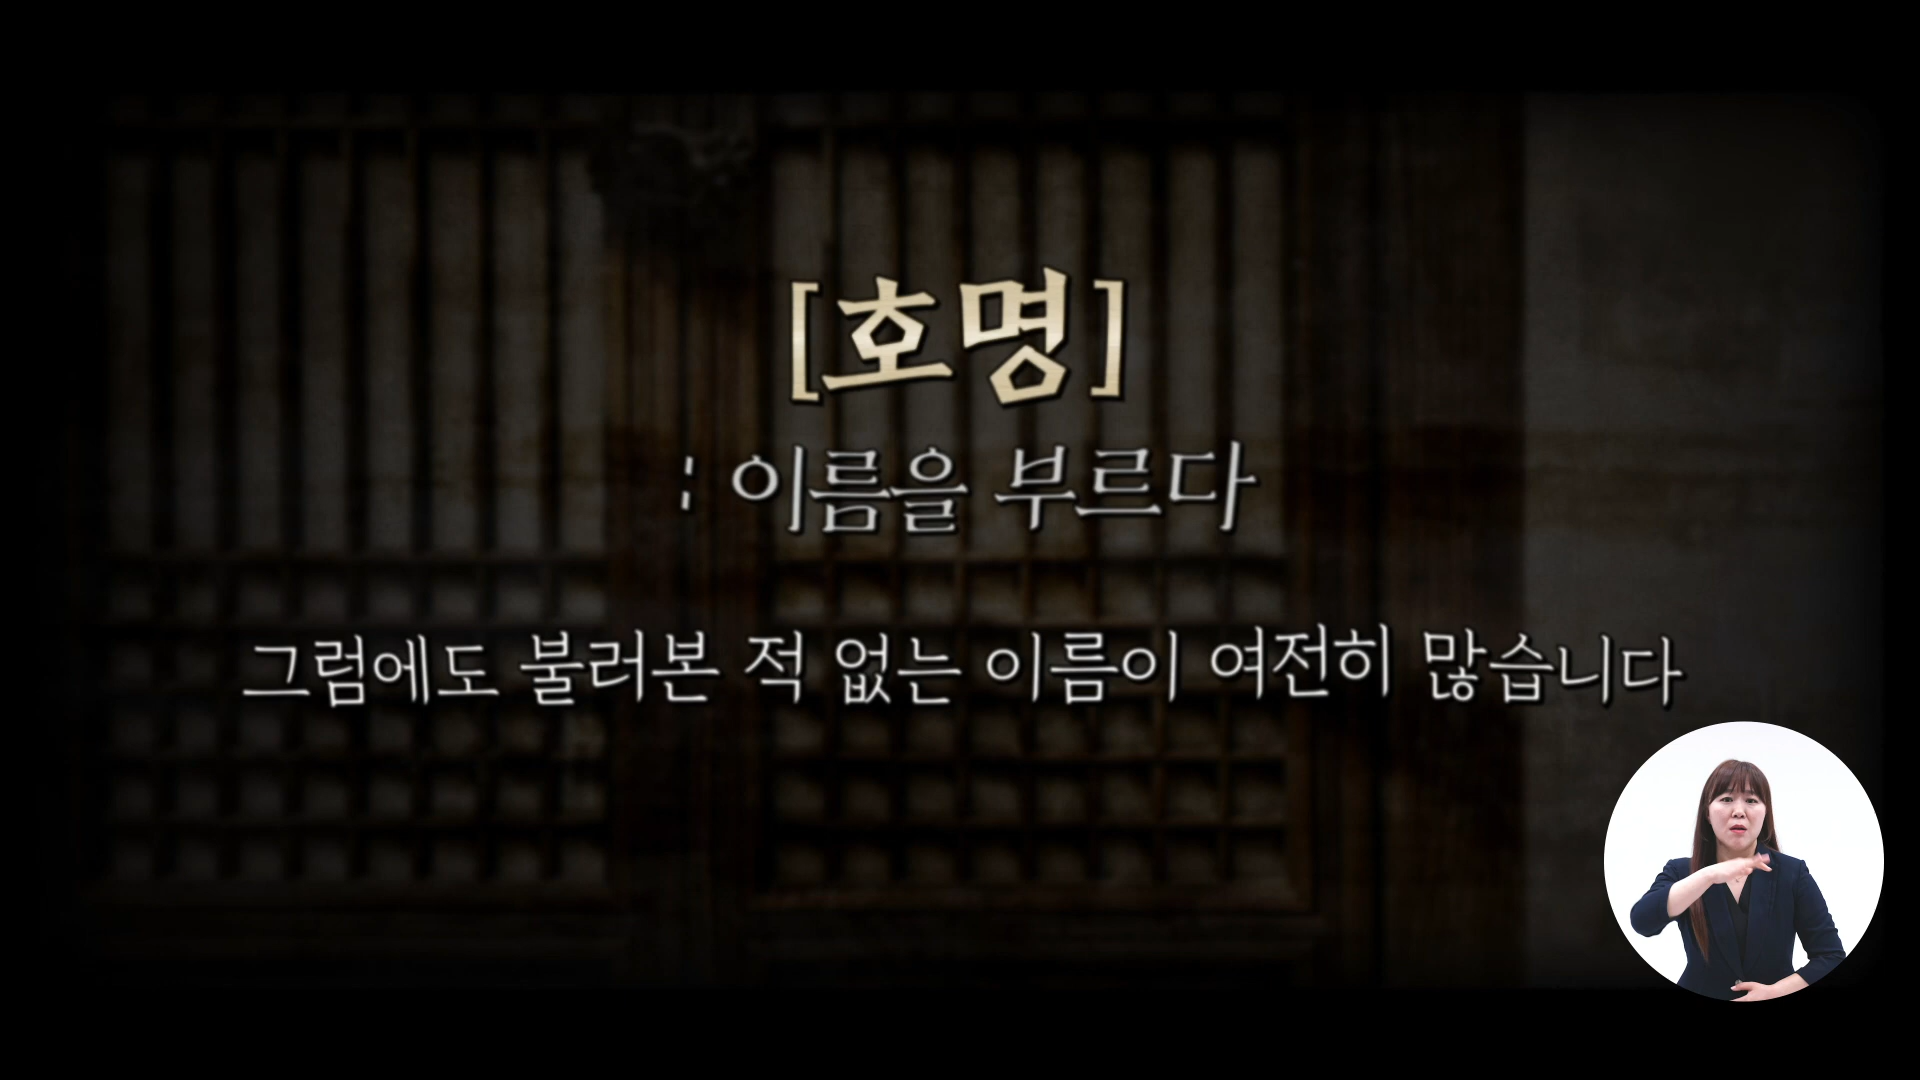 [호명]
: 이름을 부르다
그럼에도 불러본 적 없는 이름이 여전히 많습니다